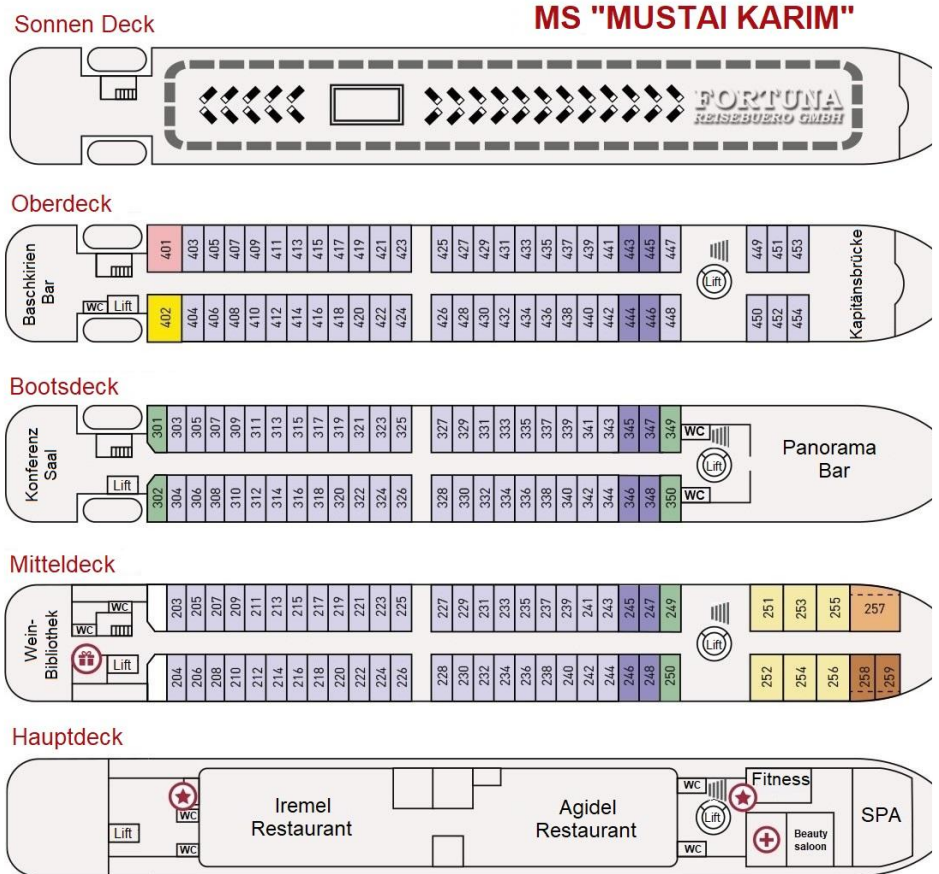 MS "MUSTAI KARIM"
Sonnen Deck
FORTUNA
REISEBUERO GMBH
Oberdeck
Baschkirien
Bar
WC
Lift
401 403 405 407 409 411 413 415 417 419 421 423 425 427 429 431 433 435 437 439 441 443 445 447 449 451 453
402 404 406 408 410 412 414 416 418 420 422 424 426 428 430 432 434 436 438 440 442 444 446 448 450 452 454
Lift
Kapitänsbrücke
Bootsdeck
Konferenz
Saal
Lift
301 303 305 307 309 311 313 315 317 319 321 323 325 327 329 331 333 335 337 339 341 343 345 347 349
302 304 306 308 310 312 314 316 318 320 322 324 326 328 330 332 334 336 338 340 342 344 346 348 350
WC
Lift
WC
Panorama
Bar
Mitteldeck
Wein-
Bibliothek
WC
WC
Lift
203 205 207 209 211 213 215 217 219 221 223 225 227 229 231 233 235 237 239 241 243 245 247 249 251 253 255 257
204 206 208 210 212 214 216 218 220 222 224 226 228 230 232 234 236 238 240 242 244 246 248 250 252 254 256 258 259
Lift
Hauptdeck
Lift
WC
WC
Iremel
Restaurant
Agidel
Restaurant
WC
Lift
WC
Fitness
Beauty
saloon
SPA